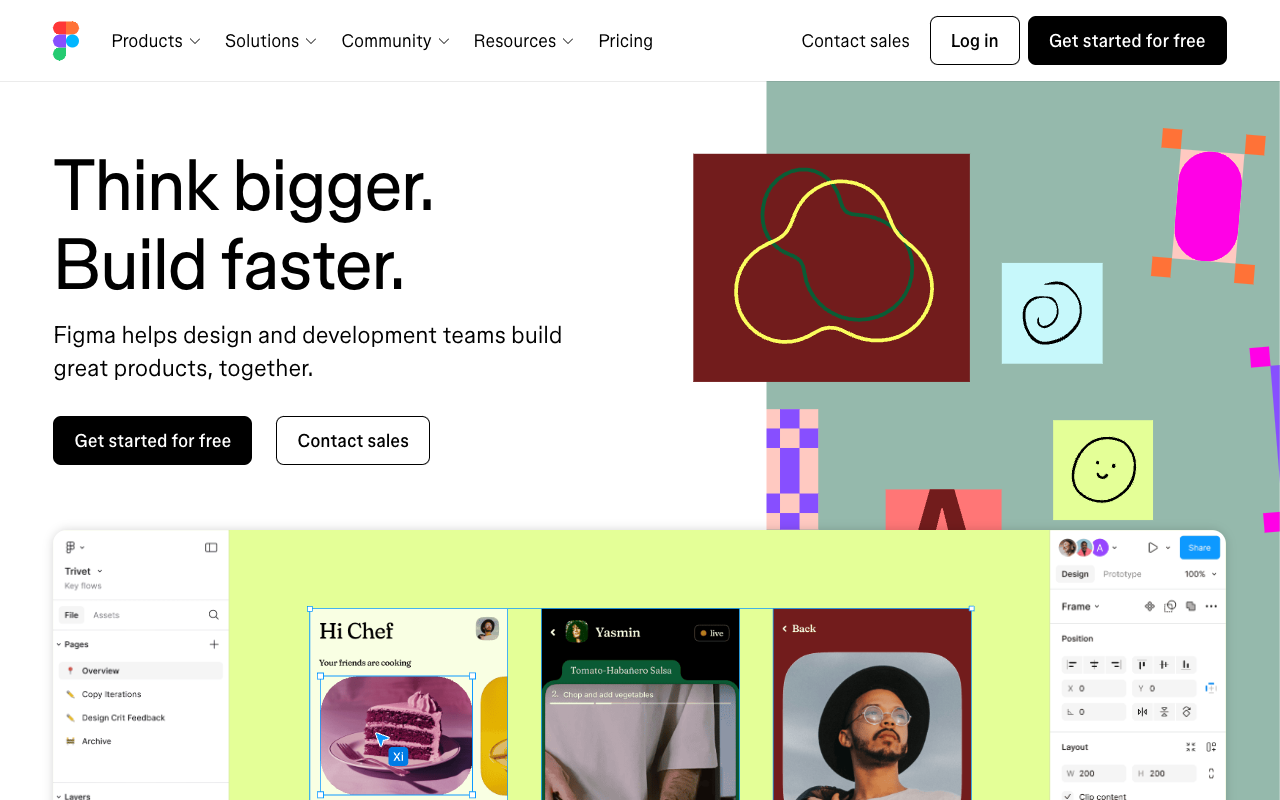 Products
Solutions
Community
Resources
Pricing
Contact sales
Log in
Get started for free
Think bigger.
Build faster.
Figma helps design and development teams build
great products, together.
Get started for free
Contact sales
Trivet
Key flows
File
Assets
Pages
Overview
Copy Iterations
Design Crit Feedback
Archive
Layers
Hi Chef
Your friends are cooking
Xi
Yasmin
live
Tomato-Habañero Salsa
2. Chop and add vegetables
Back
A
A
Share
Design
Prototype
100%
Frame
Position
X 0
Y 0
0
Layout
W 200
H 200
Clip content